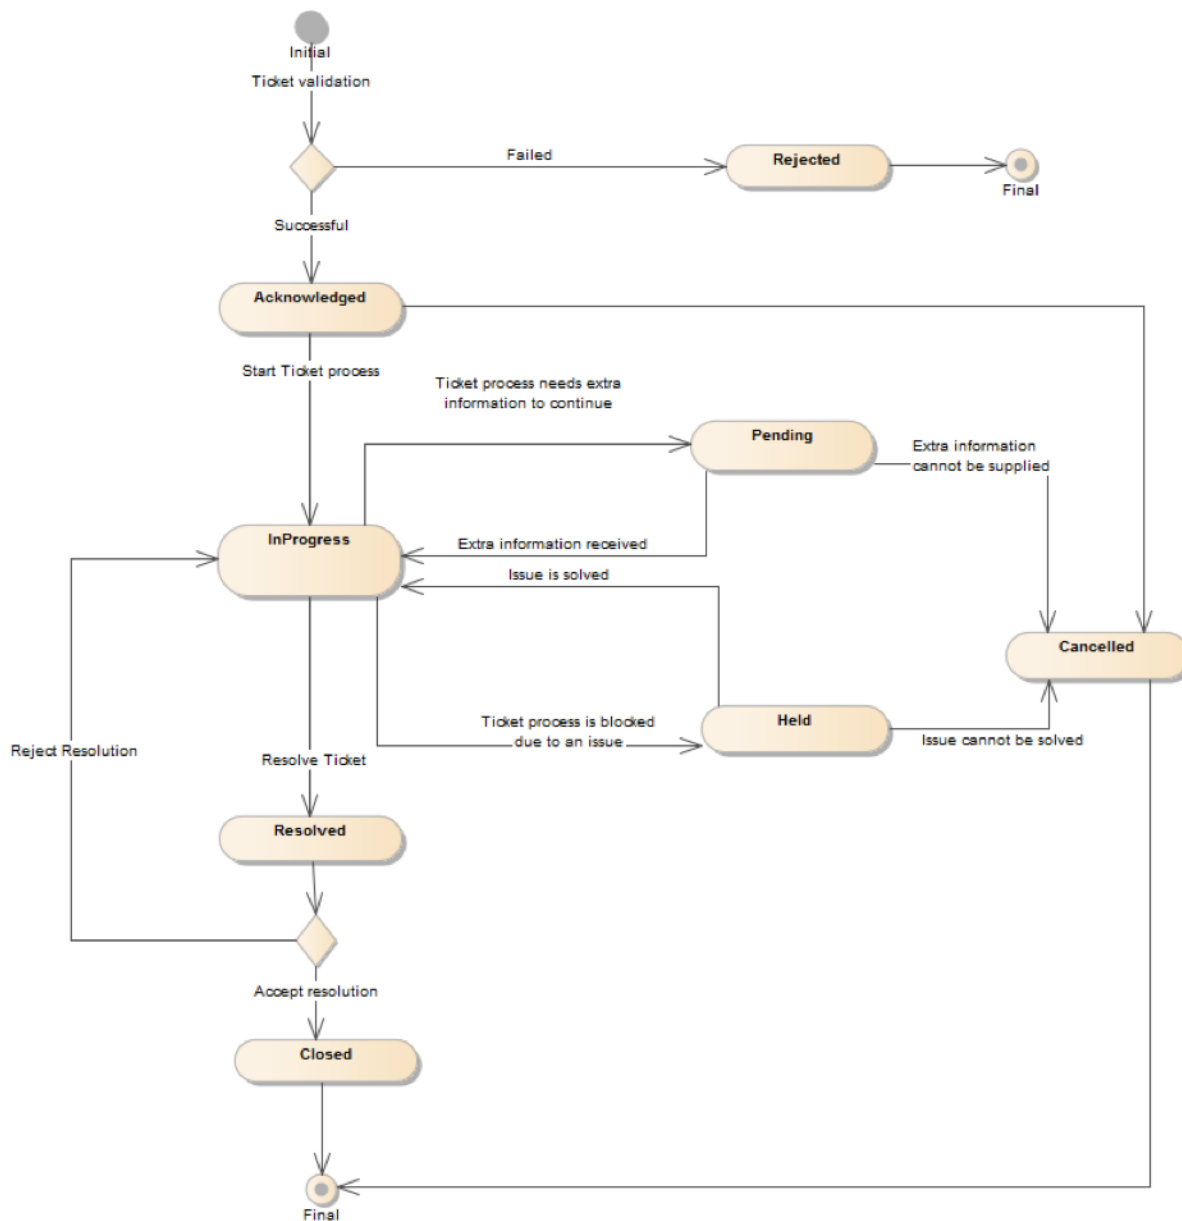 Initial
Ticket validation
Failed
Rejected
Final
Successful
Acknowledged
Start Ticket process
Ticket process needs extra
information to continue
Pending
Extra information
cannot be supplied
InProgress
Extra information received
Issue is solved
Cancelled
Held
Ticket process is blocked
due to an issue
Issue cannot be solved
Reject Resolution
Resolve Ticket
Resolved
Accept resolution
Closed
Final